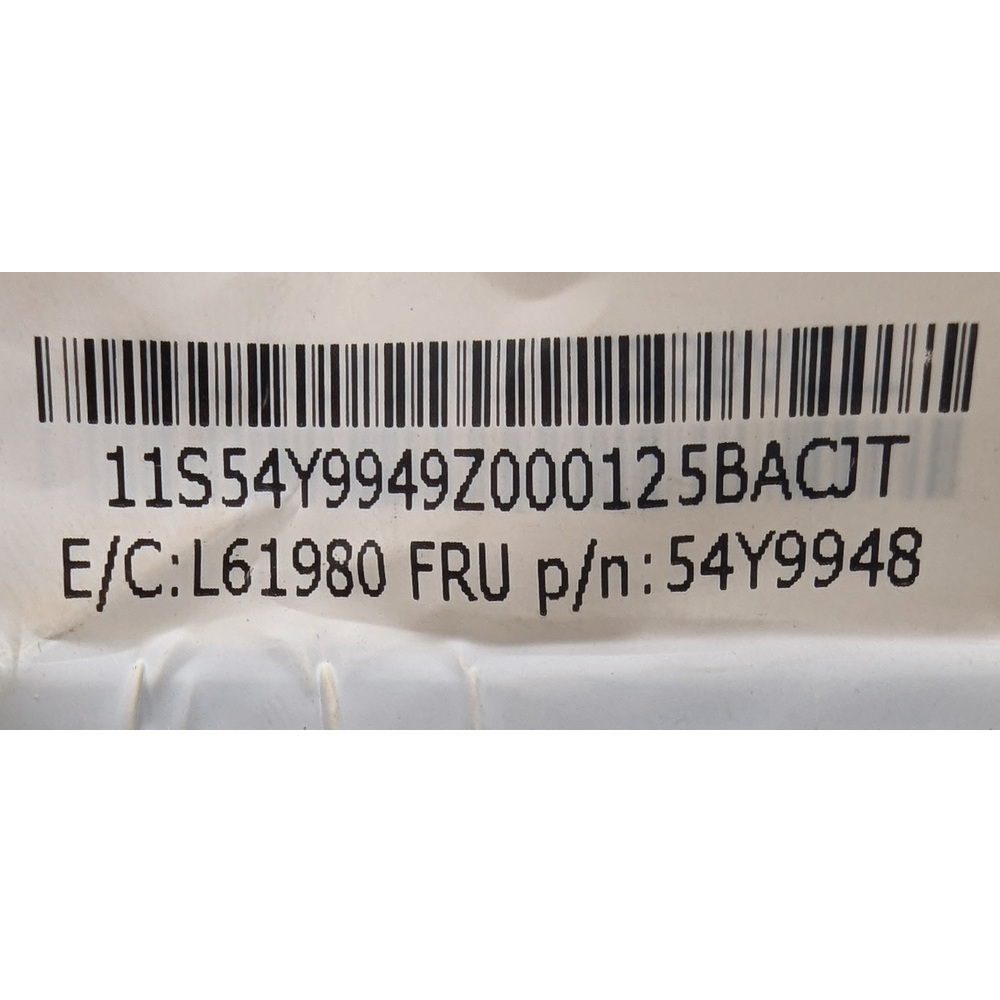 11S54Y9949Z000125BACJT
E/C:L61980 FRU p/n:54Y9948